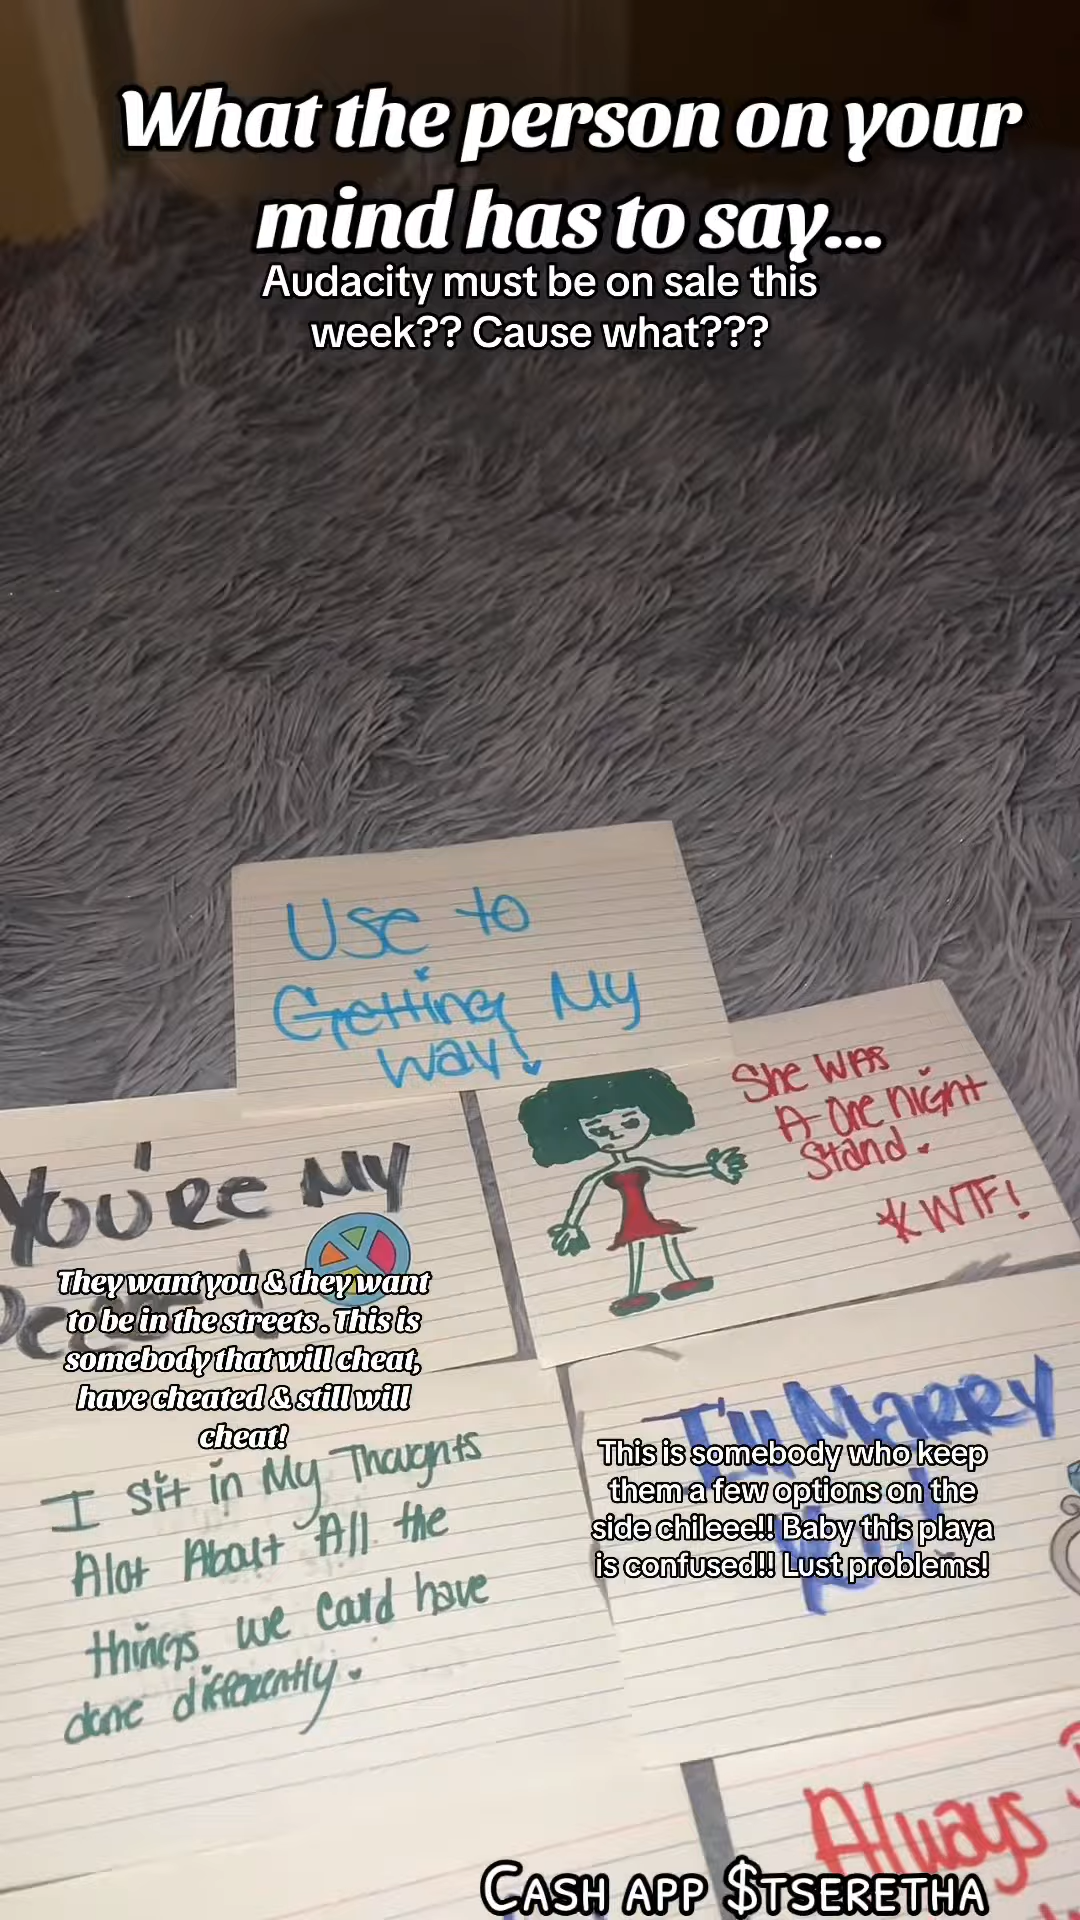 What the person on your
mind has to say...
Audacity must be on sale this
week?? Cause what???
Use to
Getting My
way!
She was
A one night
Stand.
*WTF!
You're My
They want you & they want
to be in the streets . This is
somebody that will cheat,
have cheated & still will
cheat!
I sit in My Thoughts
Alot About All the
things we could have
done differently.
I'll Marry
This is somebody who keep
them a few options on the
side chileee!! Baby this playa
is confused!! Lust problems!
Always
Cash app $tseretha